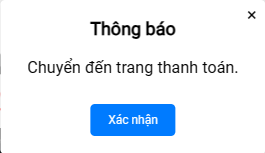 Thông báo
Chuyển đến trang thanh toán.
Xác nhận